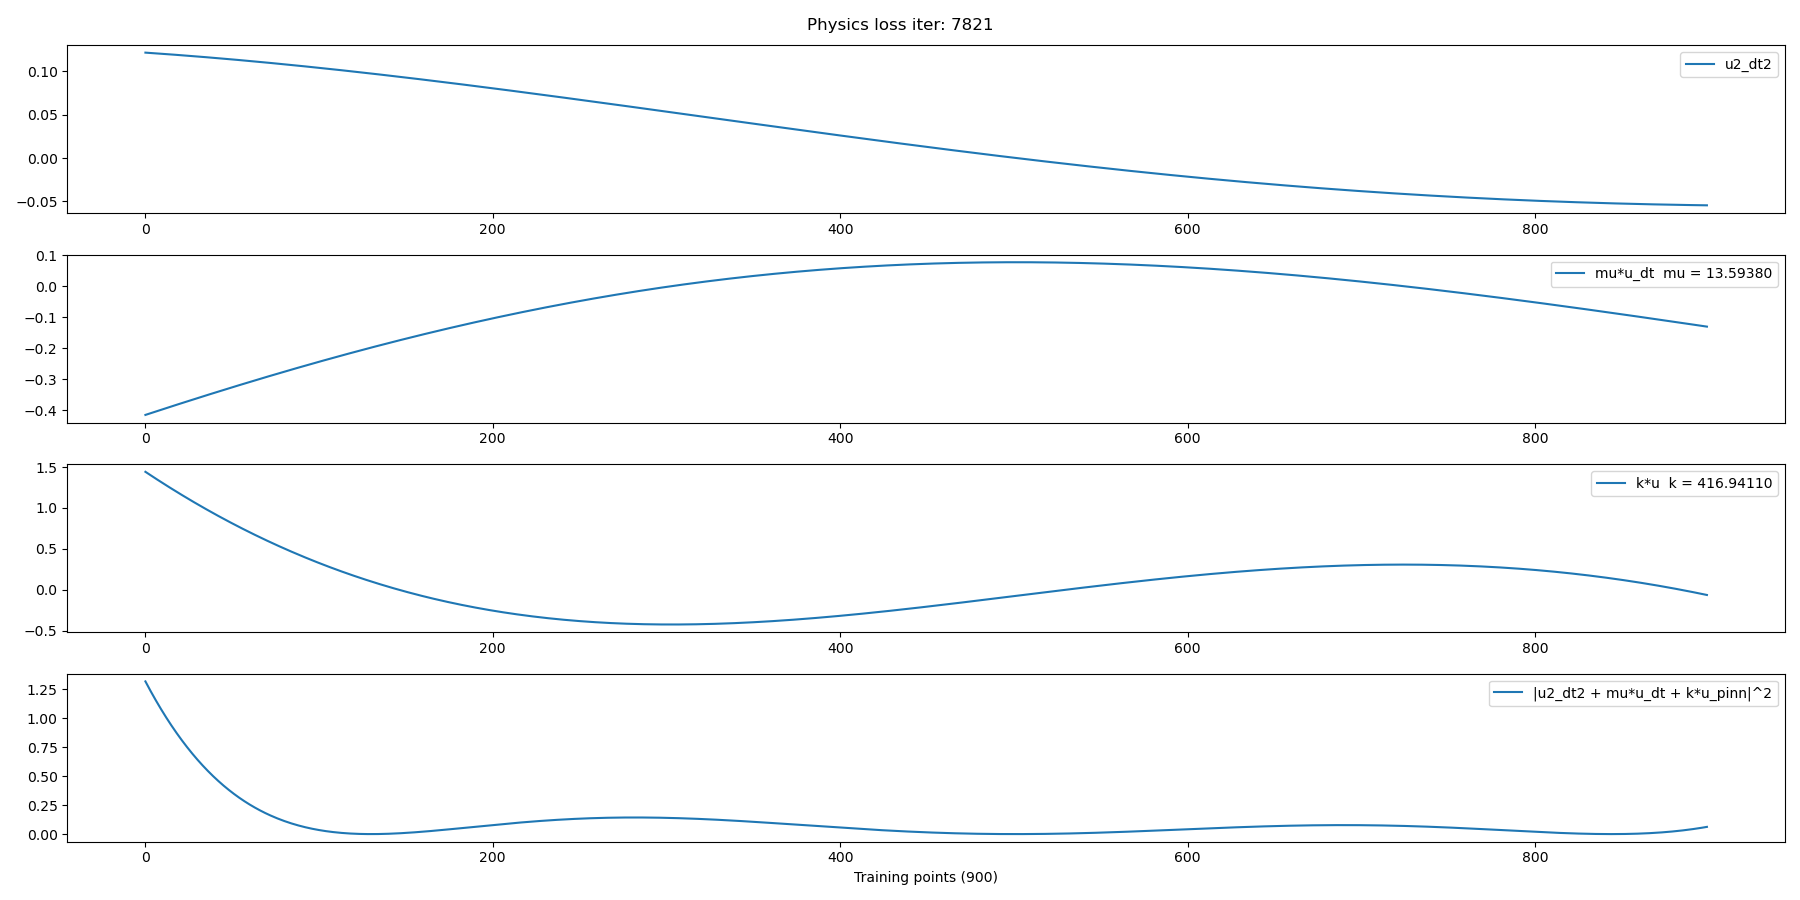 Physics loss iter: 7821
u2_dt2
0.10
0.05
0.00
−0.05
0 200 400 600 800
mu*u_dt  mu = 13.59380
0.1
0.0
−0.1
−0.2
−0.3
−0.4
0 200 400 600 800
k*u  k = 416.94110
1.5
1.0
0.5
0.0
−0.5
0 200 400 600 800
|u2_dt2 + mu*u_dt + k*u_pinn|^2
1.25
1.00
0.75
0.50
0.25
0.00
0 200 400 600 800
Training points (900)